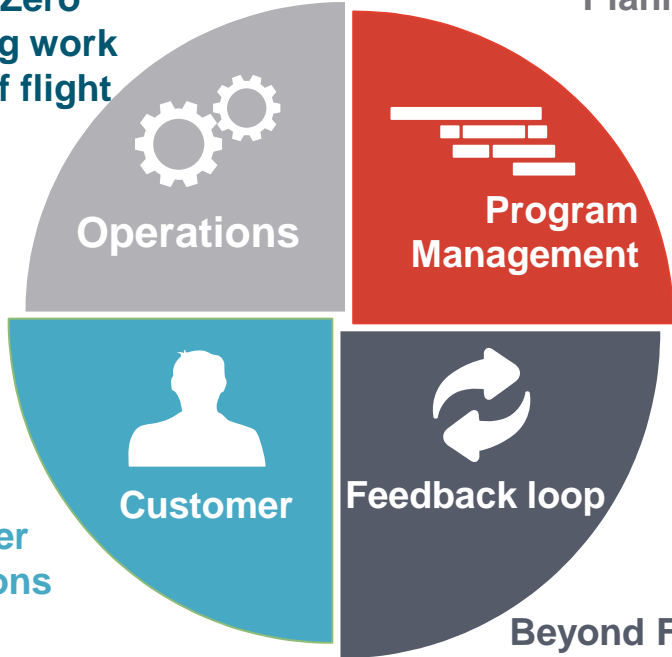 Zero
g work
f flight
Operations
Program
Management
Customer
Feedback loop
er
ons
Beyond F